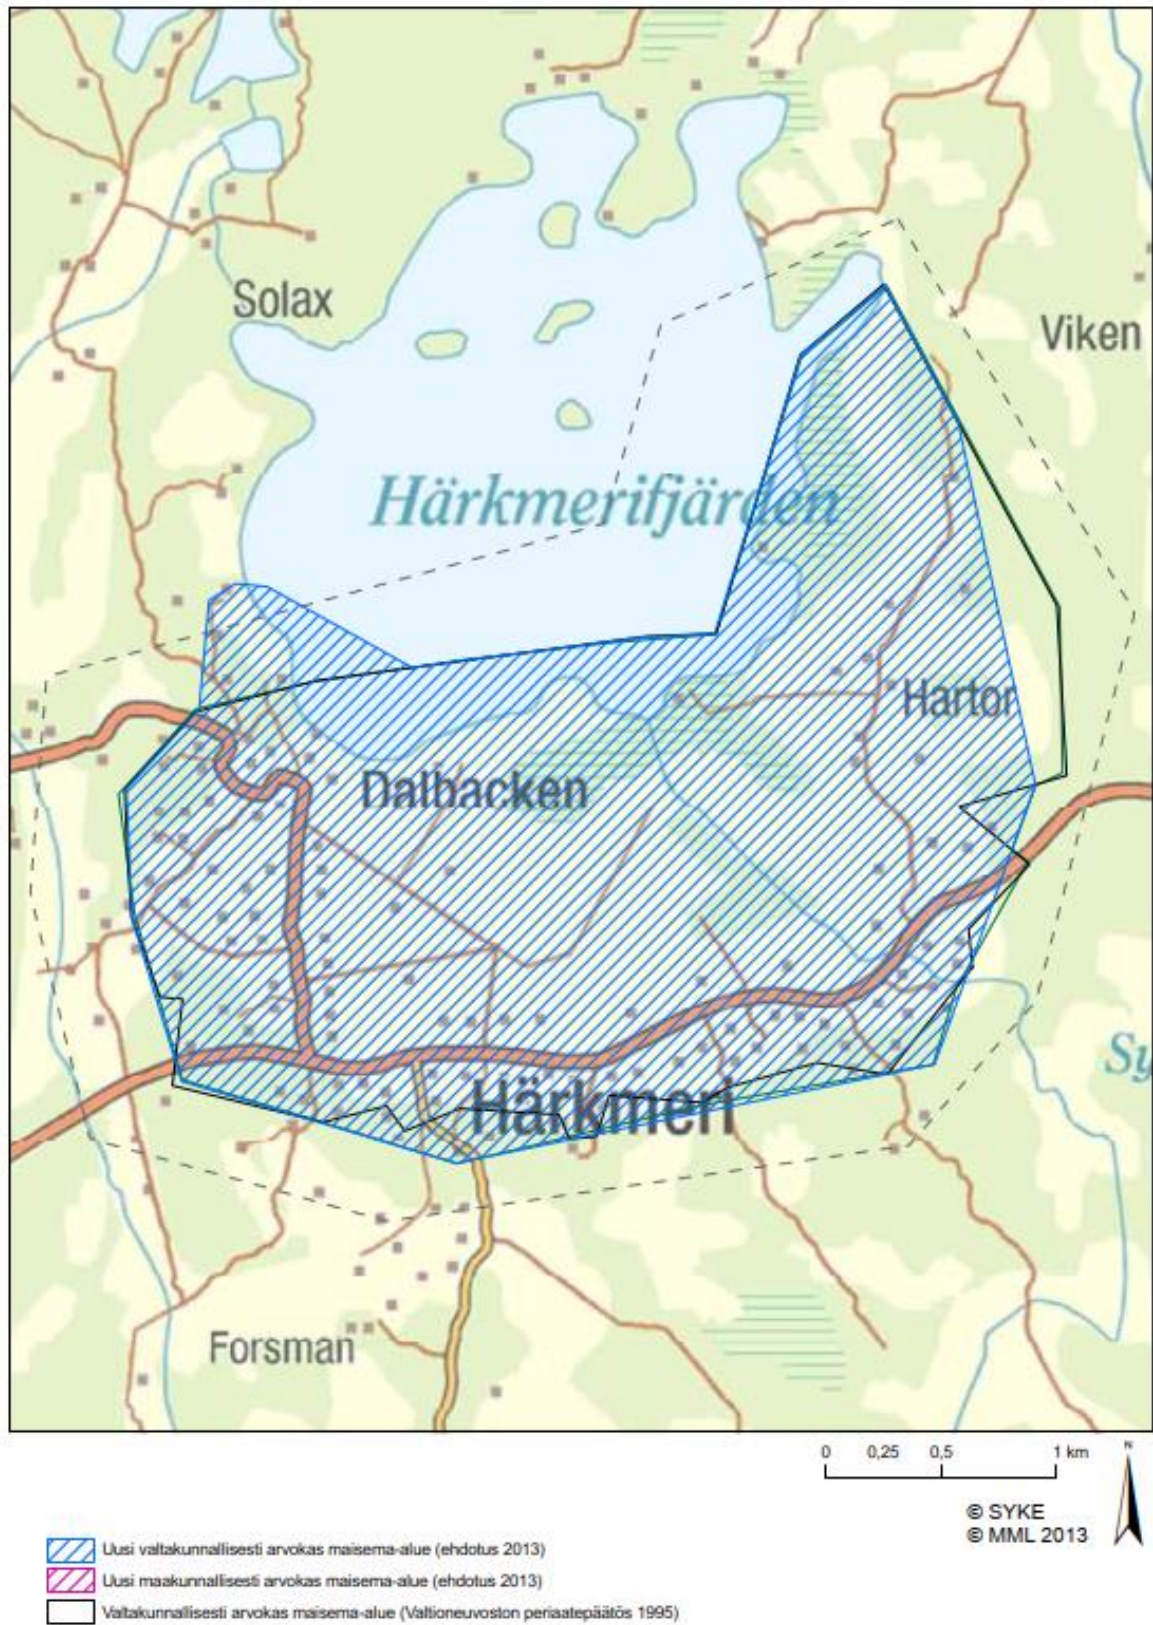 Solax
Viken
Härkmerifjärden
Hartor
Dalbacken
Sy
Härkmeri
Forsman
0 0,25 0,5 1 km
N
© SYKE
© MML 2013
Uusi valtakunnallisesti arvokas maisema-alue (ehdotus 2013)
Uusi maakunnallisesti arvokas maisema-alue (ehdotus 2013)
Valtakunnallisesti arvokas maisema-alue (Valtioneuvoston periaatepäätös 1995)